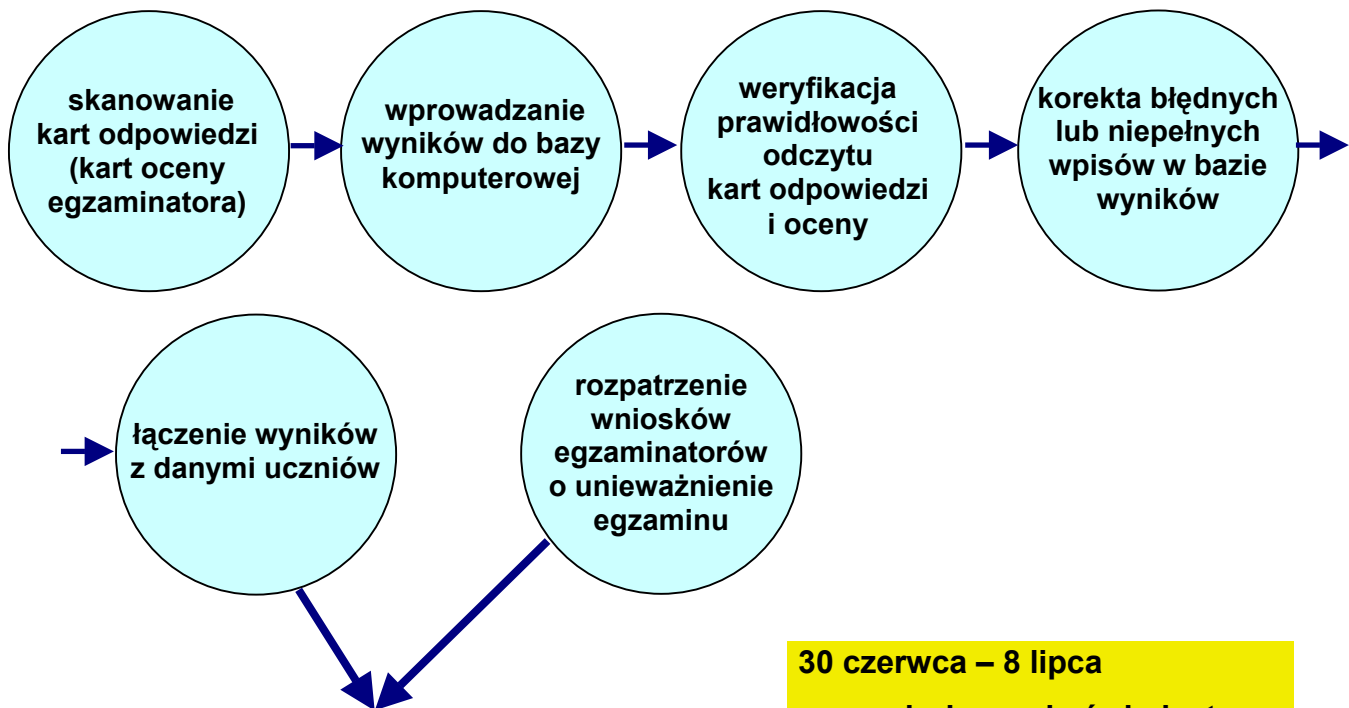 skanowanie
kart odpowiedzi
(kart oceny
egzaminatora)
wprowadzanie
wyników do bazy
komputerowej
weryfikacja
prawidłowości
odczytu
kart odpowiedzi
i oceny
korekta błędnych
lub niepełnych
wpisów w bazie
wyników
łączenie wyników
z danymi uczniów
rozpatrzenie
wniosków
egzaminatorów
o unieważnienie
egzaminu
30 czerwca – 8 lipca